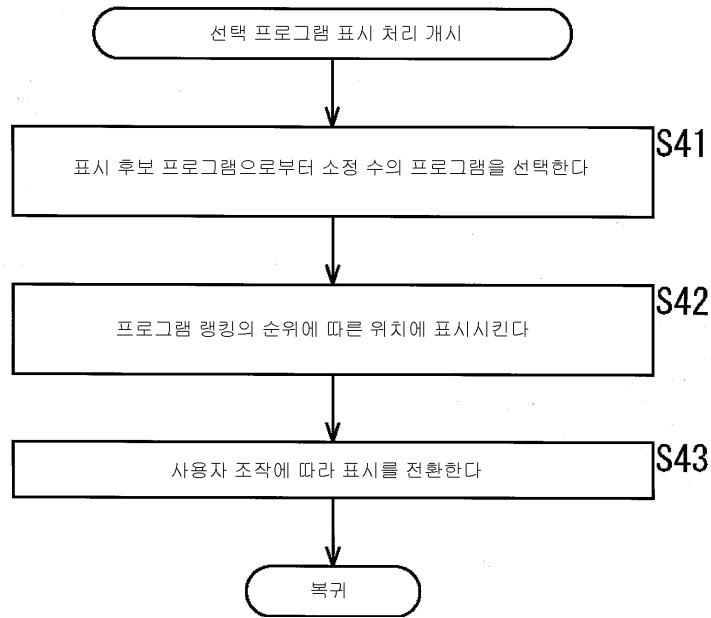 선택 프로그램 표시 처리 개시
S41
표시 후보 프로그램으로부터 소정 수의 프로그램을 선택한다
S42
프로그램 랭킹의 순위에 따른 위치에 표시시킨다
S43
사용자 조작에 따라 표시를 전환한다
복귀